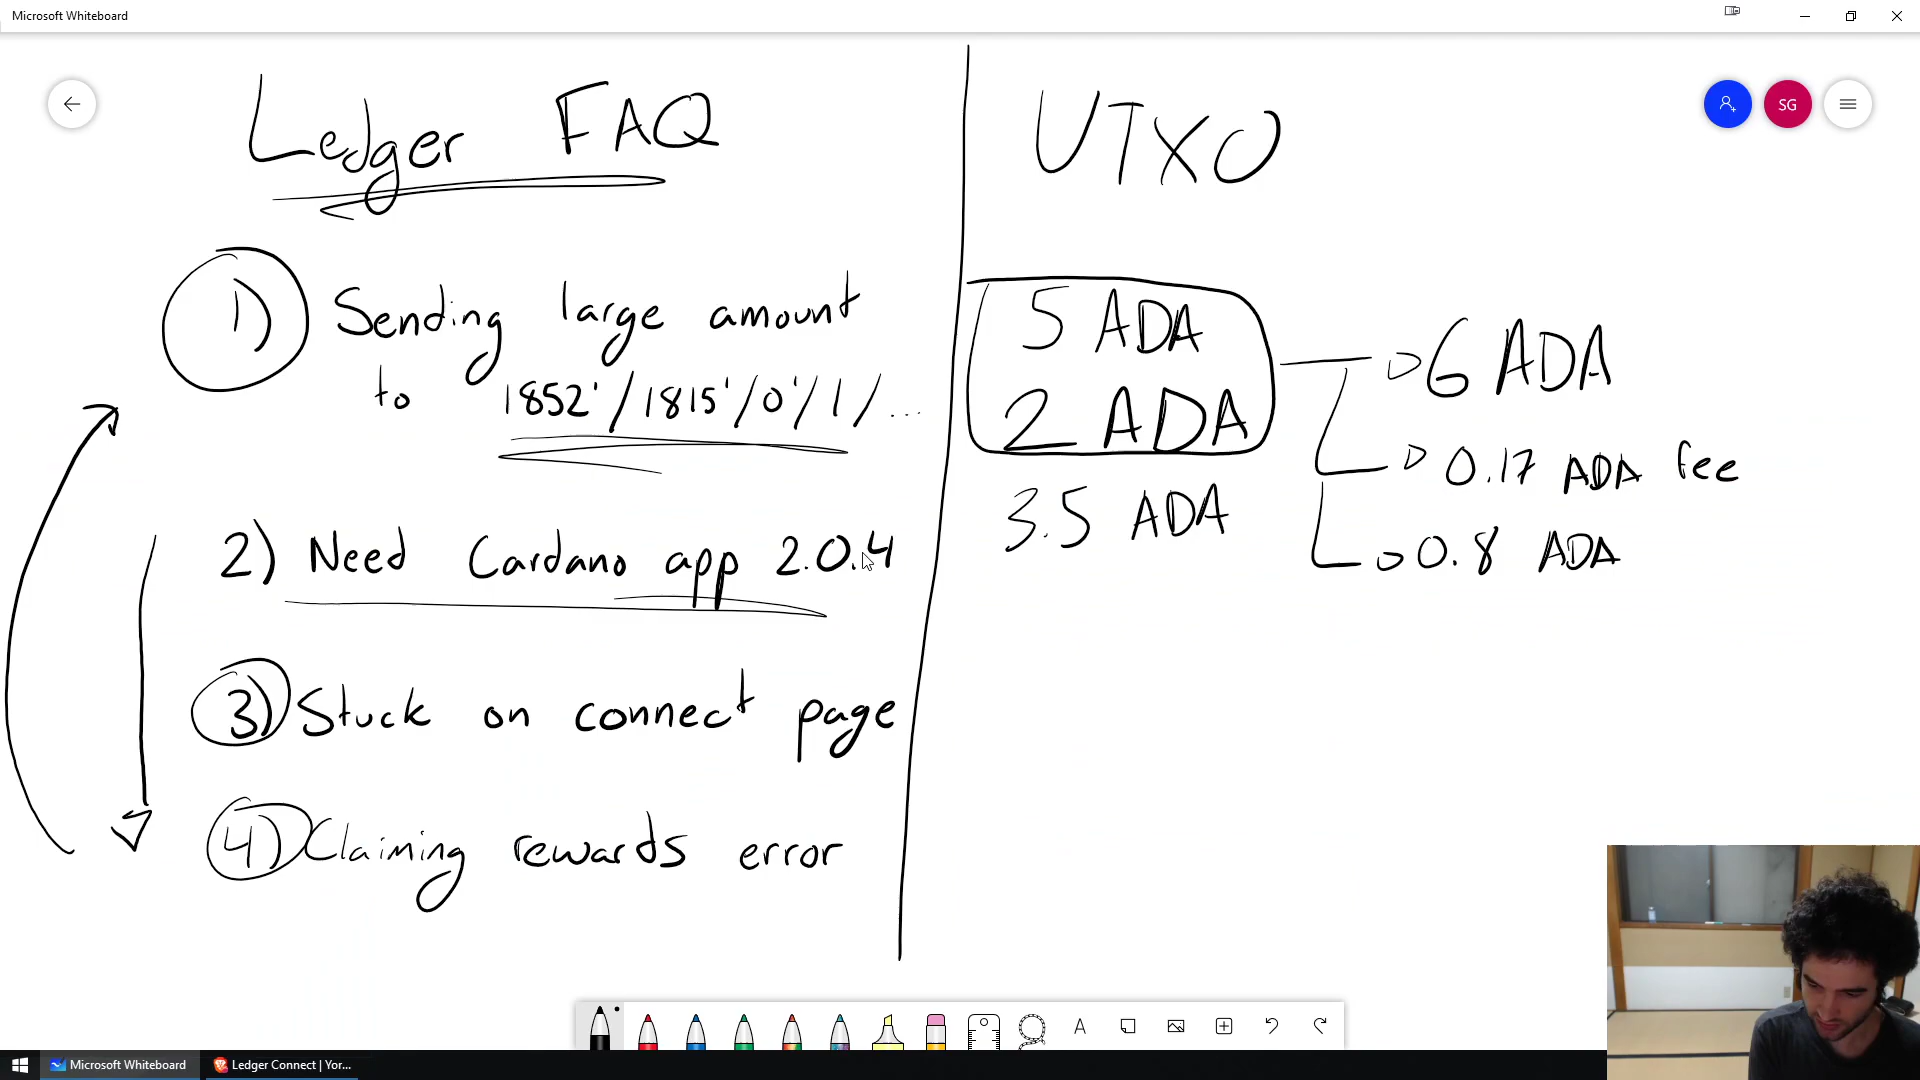 Microsoft Whiteboard
SG
Ledger FAQ
1) Sending large amount
to 1852'/1815'/0'/1/...
2) Need Cardano app 2.0.4
3) Stuck on connect page
4) Claiming rewards error
UTXO
5 ADA
2 ADA
3.5 ADA
6 ADA
0.17 ADA fee
0.8 ADA
A
Microsoft Whiteboard
Ledger Connect | Yor...